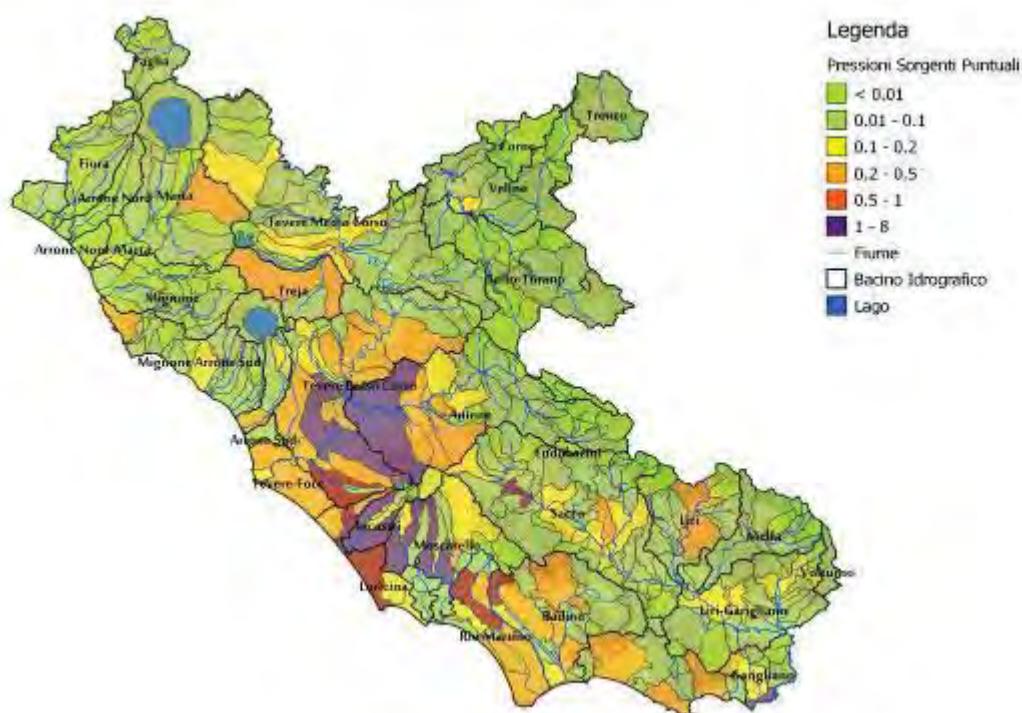 Legenda
Pressioni Sorgenti Puntuali
< 0,01
0.01 - 0.1
0.1 - 0.2
0,2 - 0,5
0.5 - 1
1 - 8
Fiume
Bacino Idrografico
Lago
Paglia
Tronto
Corno
Fiora
Velino
Arrone Nord-Marta
Tevere Medio Corso
Arrone Nord-Marta
Salto-Turano
Mignone
Treja
Mignone-Arrone Sud
Tevere Basso Corso
Aniene
Arrone Sud
Tevere Foce
Sacco
Liri
Melfa
Moscarello
Volturno
Loricina
Liri-Garigliano
Badino
Rio Martino
Garigliano